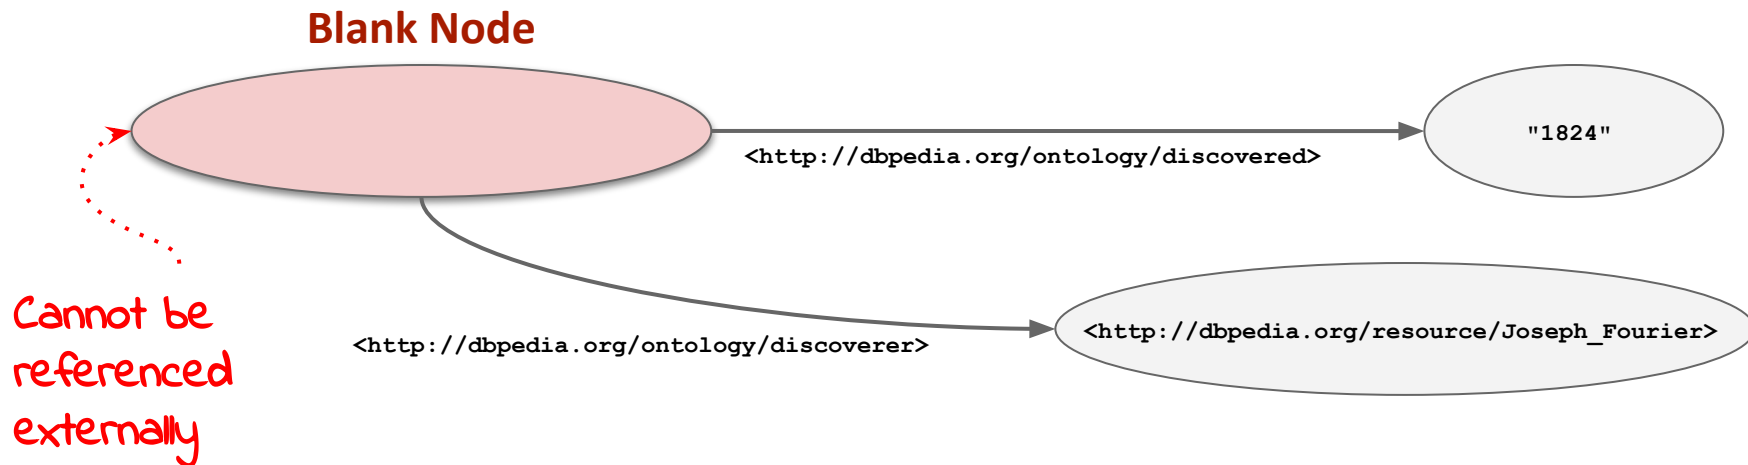 Blank Node
"1824"
<http://dbpedia.org/ontology/discovered>
Cannot be
referenced
externally
<http://dbpedia.org/ontology/discoverer>
<http://dbpedia.org/resource/Joseph_Fourier>